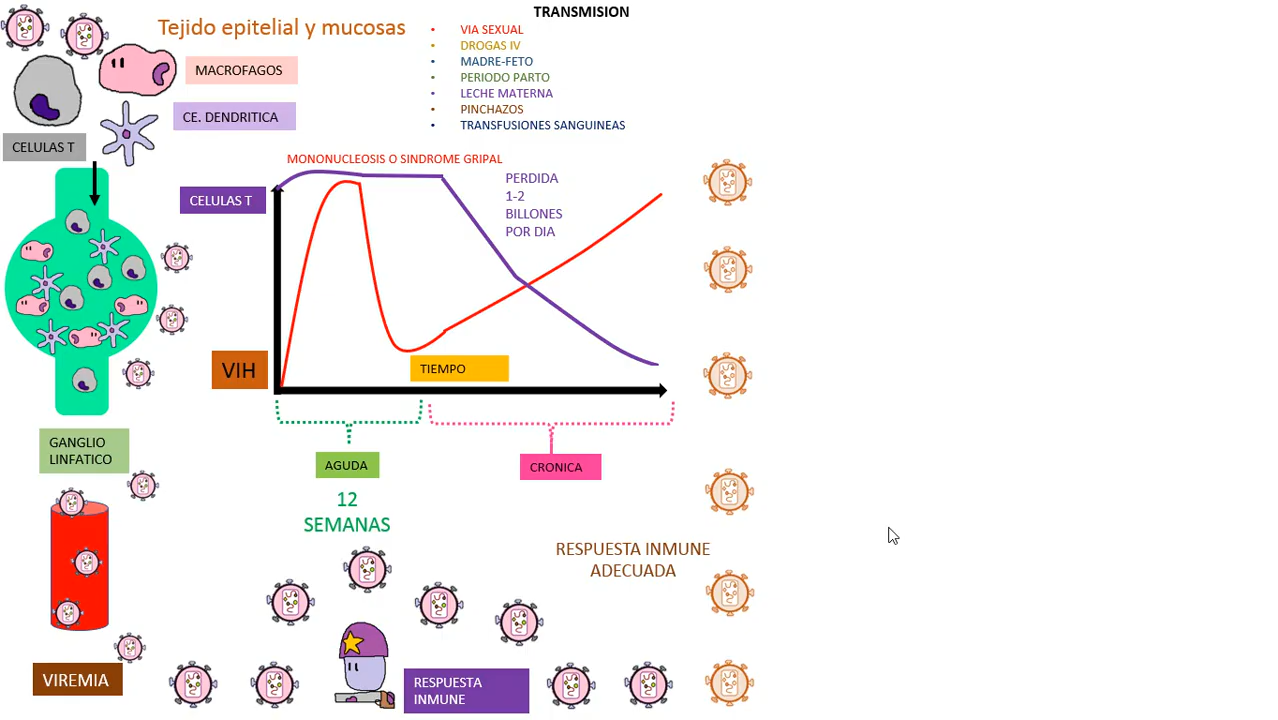 TRANSMISION
Tejido epitelial y mucosas
VIA SEXUAL
DROGAS IV
MADRE-FETO
PERIODO PARTO
LECHE MATERNA
PINCHAZOS
TRANSFUSIONES SANGUINEAS
MACROFAGOS
CE. DENDRITICA
CELULAS T
MONONUCLEOSIS O SINDROME GRIPAL
CELULAS T
PERDIDA
1-2
BILLONES
POR DIA
VIH
TIEMPO
GANGLIO
LINFATICO
AGUDA
CRONICA
12
SEMANAS
RESPUESTA INMUNE
ADECUADA
VIREMIA
RESPUESTA
INMUNE